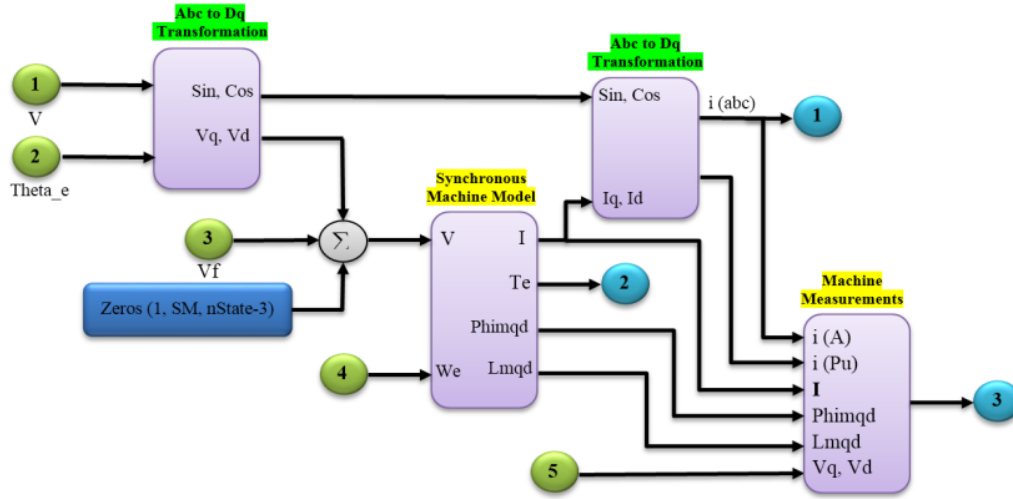 Abc to Dq
Transformation
1
V
2
Theta_e
Sin, Cos
Vq, Vd
3
Vf
Zeros (1, SM, nState-3)
Σ
4
Synchronous
Machine Model
V
We
I
Te
Phimqd
Lmqd
Abc to Dq
Transformation
Sin, Cos
Iq, Id
i (abc)
1
2
Machine
Measurements
i (A)
i (Pu)
I
Phimqd
Lmqd
Vq, Vd
5
3